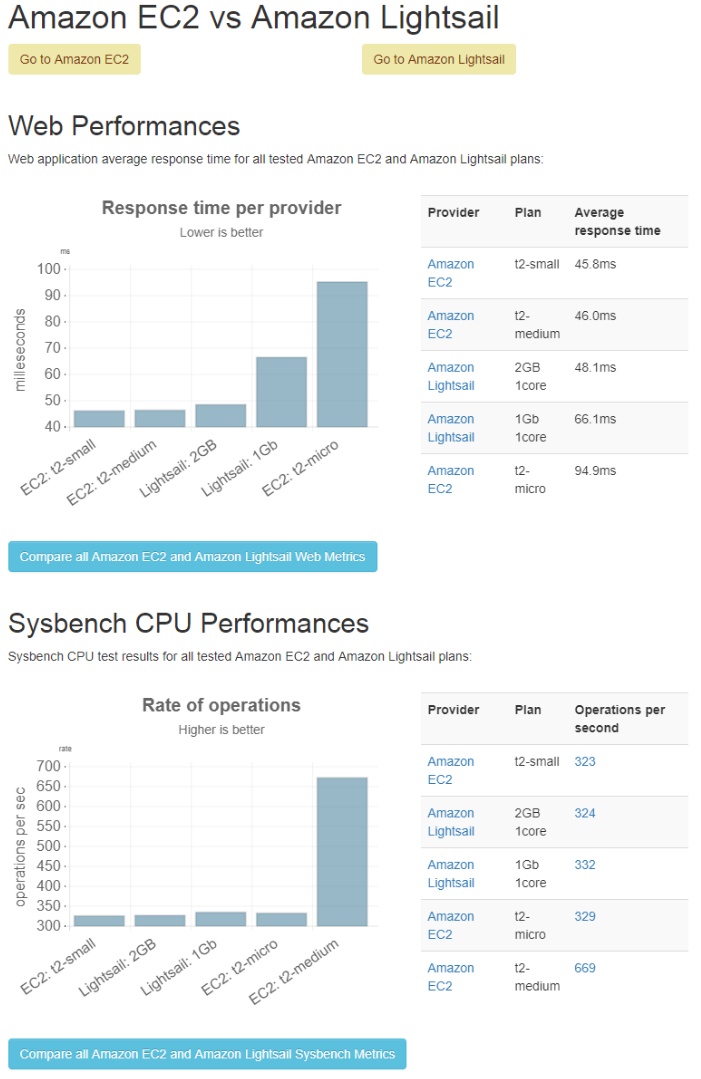 Amazon EC2 vs Amazon Lightsail
Go to Amazon EC2
Go to Amazon Lightsail
Web Performances
Web application average response time for all tested Amazon EC2 and Amazon Lightsail plans:
Response time per provider
Lower is better
ms
milleseconds
100
90
80
70
60
50
40
EC2: t2-small
EC2: t2-medium
Lightsail: 2GB
Lightsail: 1Gb
EC2: t2-micro
Provider Plan Average
response time
Amazon t2-small 45.8ms
EC2
Amazon t2- 46.0ms
EC2 medium
Amazon 2GB 48.1ms
Lightsail 1core
Amazon 1Gb 66.1ms
Lightsail 1core
Amazon t2- 94.9ms
EC2 micro
Compare all Amazon EC2 and Amazon Lightsail Web Metrics
Sysbench CPU Performances
Sysbench CPU test results for all tested Amazon EC2 and Amazon Lightsail plans:
Rate of operations
Higher is better
rate
operations per sec
700
650
600
550
500
450
400
350
300
EC2: t2-small
Lightsail: 2GB
Lightsail: 1Gb
EC2: t2-micro
EC2: t2-medium
Provider Plan Operations per
second
Amazon t2-small 323
EC2
Amazon 2GB 324
Lightsail 1core
Amazon 1Gb 332
Lightsail 1core
Amazon t2- 329
EC2 micro
Amazon t2- 669
EC2 medium
Compare all Amazon EC2 and Amazon Lightsail Sysbench Metrics